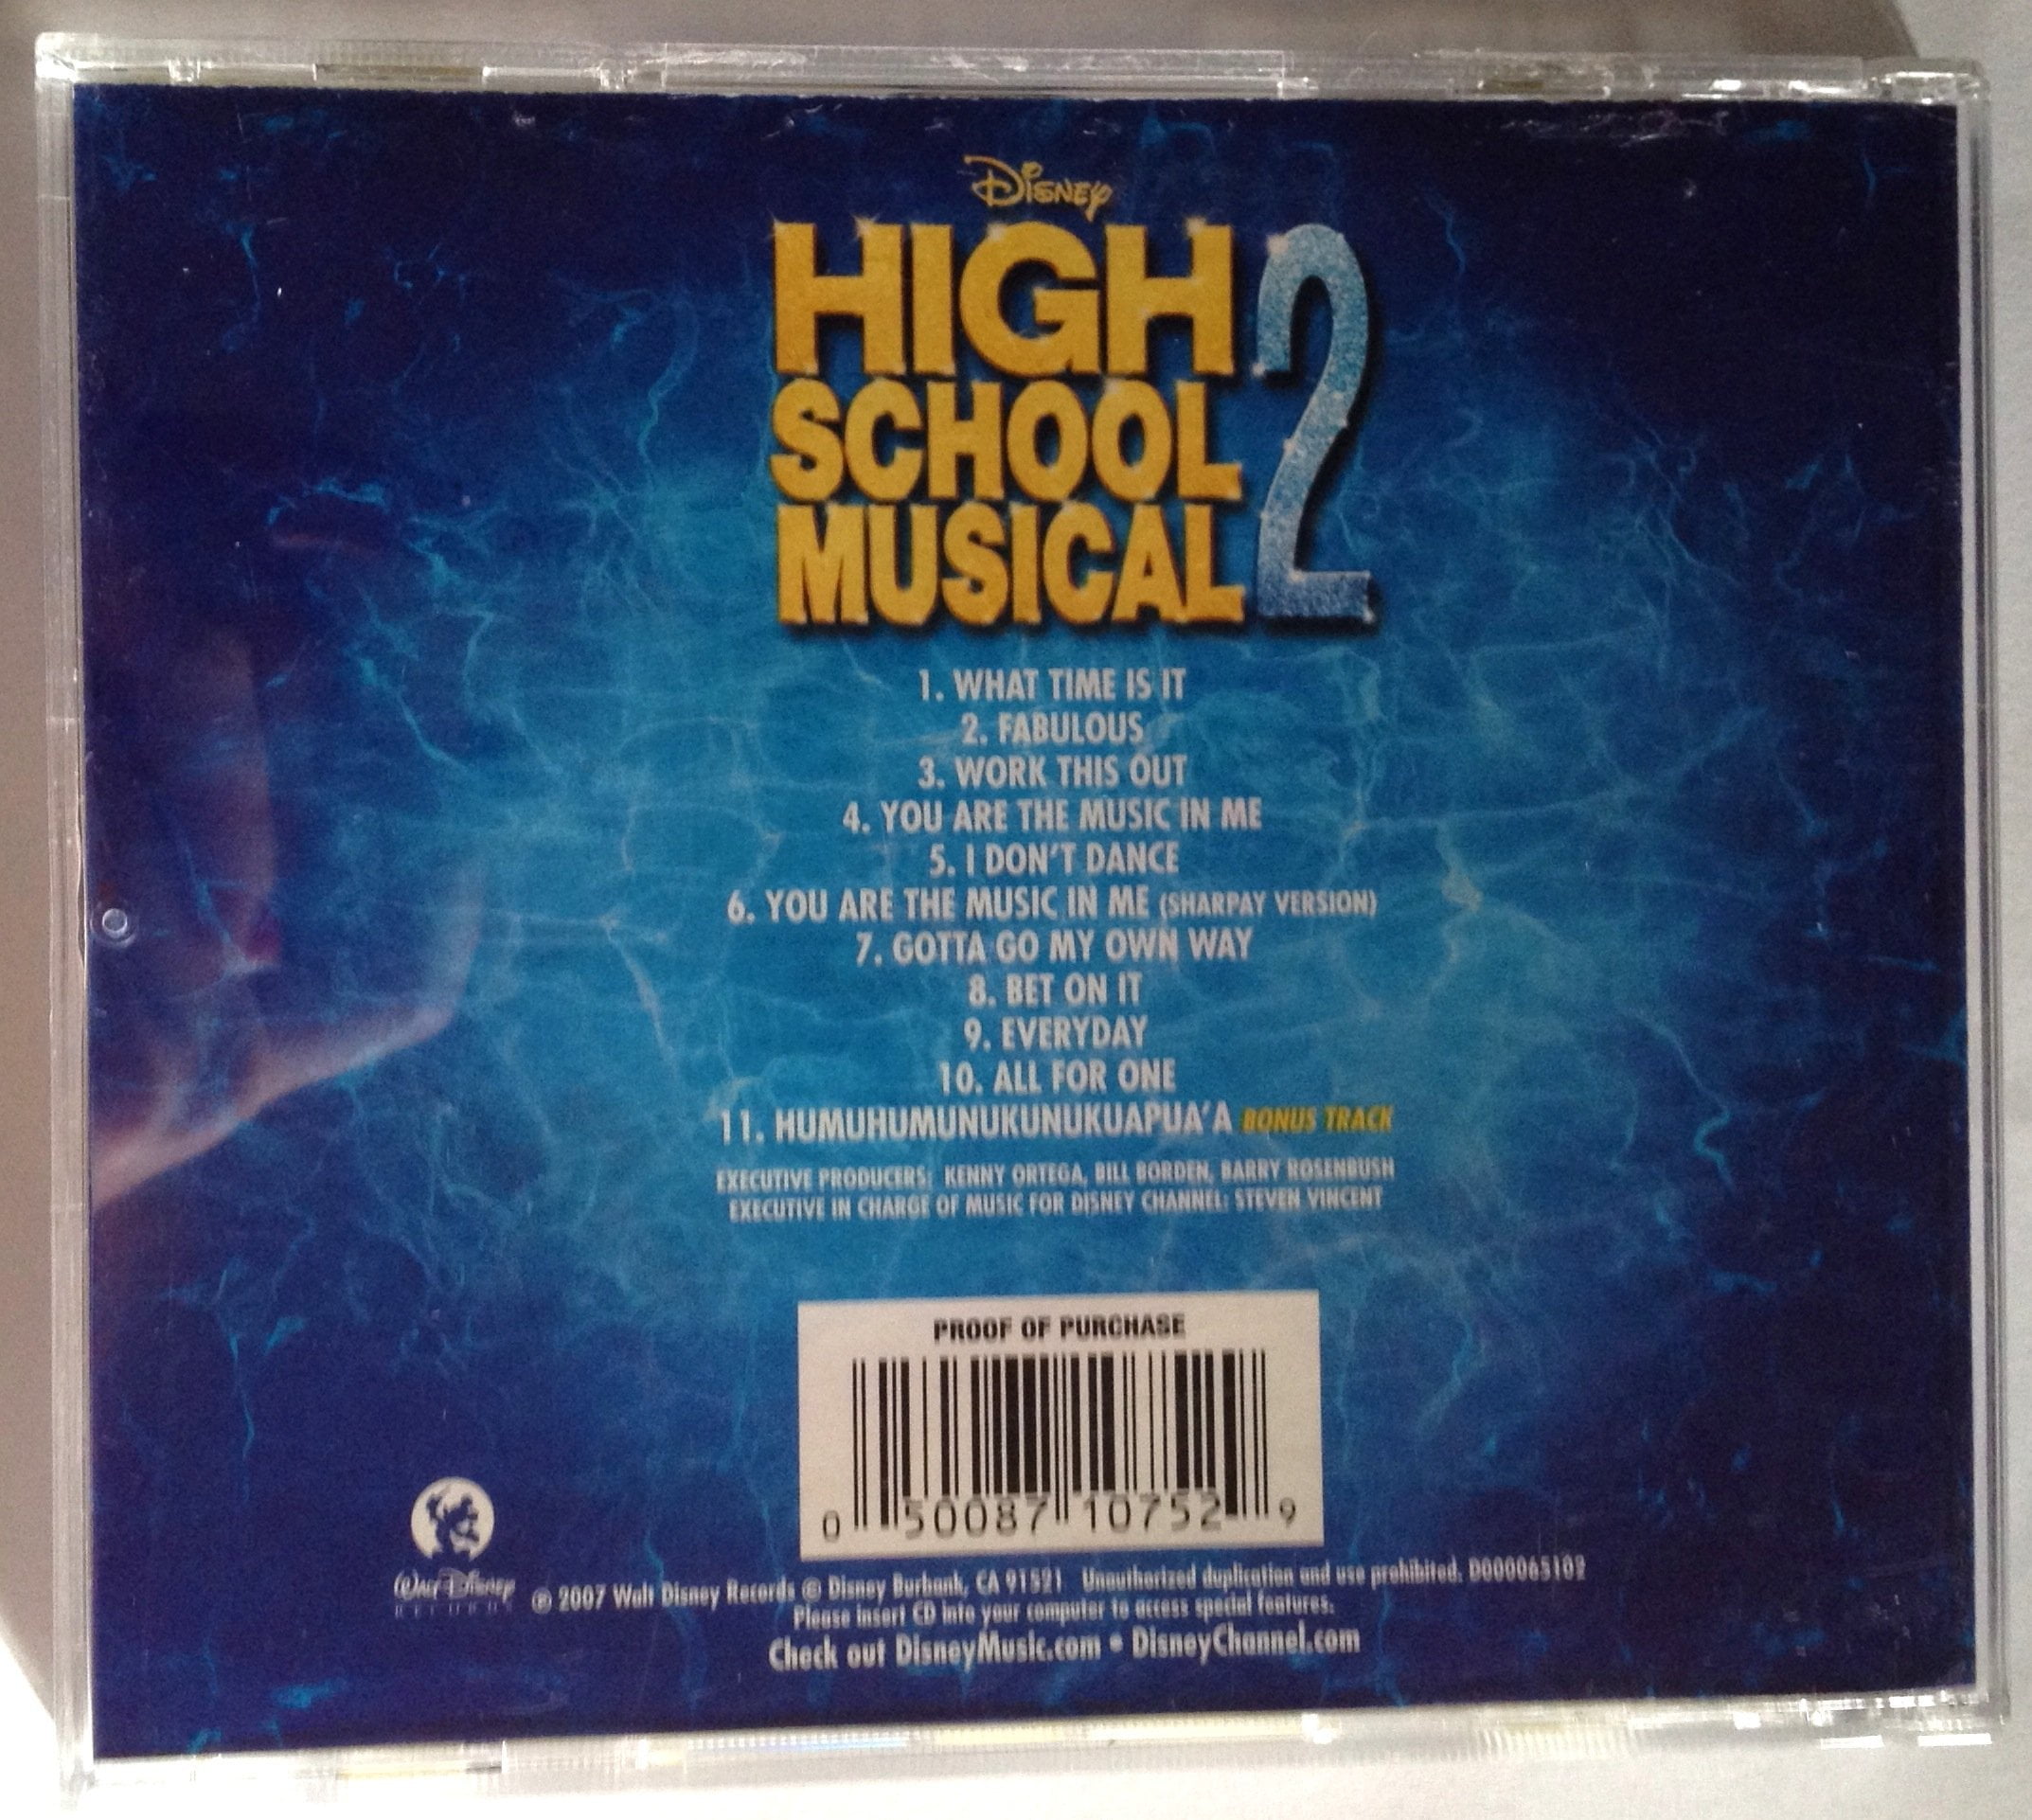 Disney
HIGH
SCHOOL
MUSICAL 2
1. WHAT TIME IS IT
2. FABULOUS
3. WORK THIS OUT
4. YOU ARE THE MUSIC IN ME
5. I DON'T DANCE
6. YOU ARE THE MUSIC IN ME (SHARPAY VERSION)
7. GOTTA GO MY OWN WAY
8. BET ON IT
9. EVERYDAY
10. ALL FOR ONE
11. HUMUHUMUNUKUNUKUAPUA'A BONUS TRACK
EXECUTIVE PRODUCERS: KENNY ORTEGA, BILL BORDEN, BARRY ROSENBUSH
EXECUTIVE IN CHARGE OF MUSIC FOR DISNEY CHANNEL: STEVEN VINCENT
PROOF OF PURCHASE
0 50087 10752 9
Walt Disney
RECORDS
℗ 2007 Walt Disney Records © Disney Burbank, CA 91521 Unauthorized duplication and use prohibited. D000065102
Please insert CD into your computer to access special features.
Check out DisneyMusic.com • DisneyChannel.com